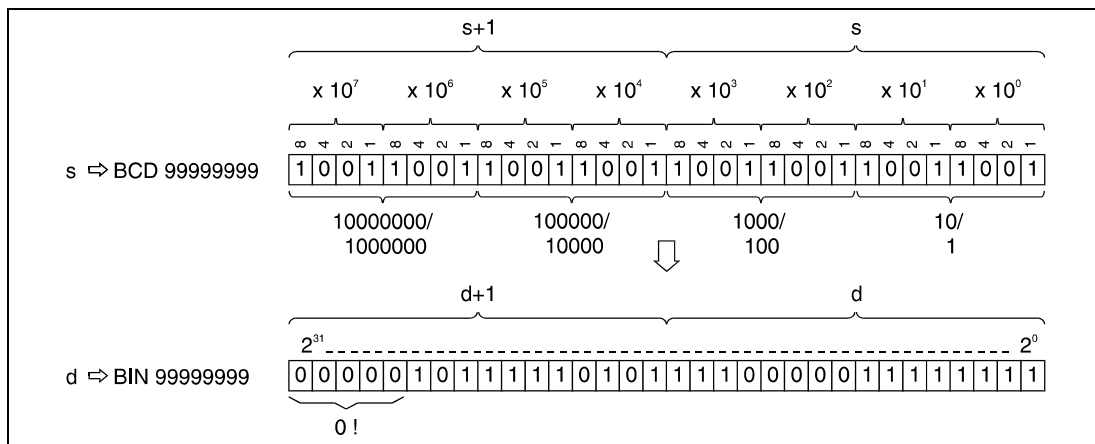 s+1 s
x 10⁷ x 10⁶ x 10⁵ x 10⁴ x 10³ x 10² x 10¹ x 10⁰
8 4 2 1 8 4 2 1 8 4 2 1 8 4 2 1 8 4 2 1 8 4 2 1 8 4 2 1 8 4 2 1
s ⇨ BCD 99999999 1 0 0 1 1 0 0 1 1 0 0 1 1 0 0 1 1 0 0 1 1 0 0 1 1 0 0 1 1 0 0 1
10000000/ 100000/ 1000/ 10/
1000000 10000 100 1
d+1 d
2³¹ 2⁰
d ⇨ BIN 99999999 0 0 0 0 0 1 0 1 1 1 1 1 0 1 0 1 1 1 1 0 0 0 0 0 1 1 1 1 1 1 1 1
0 !